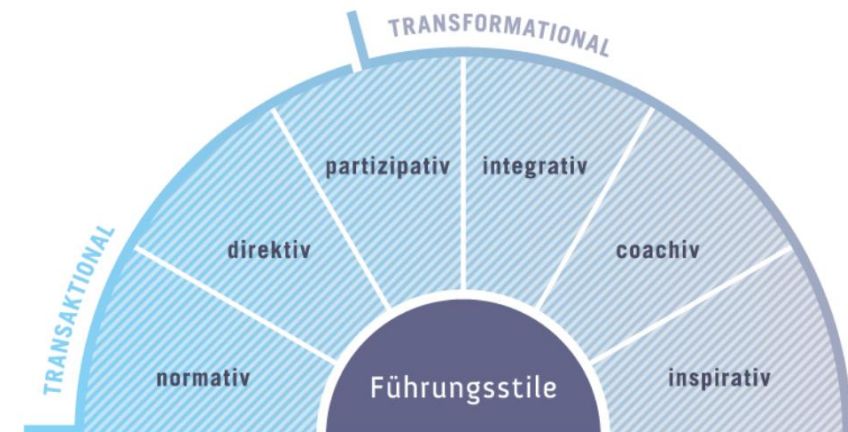 TRANSFORMATIONAL
TRANSAKTIONAL
normativ
direktiv
partizipativ
integrativ
coachiv
inspirativ
Führungsstile